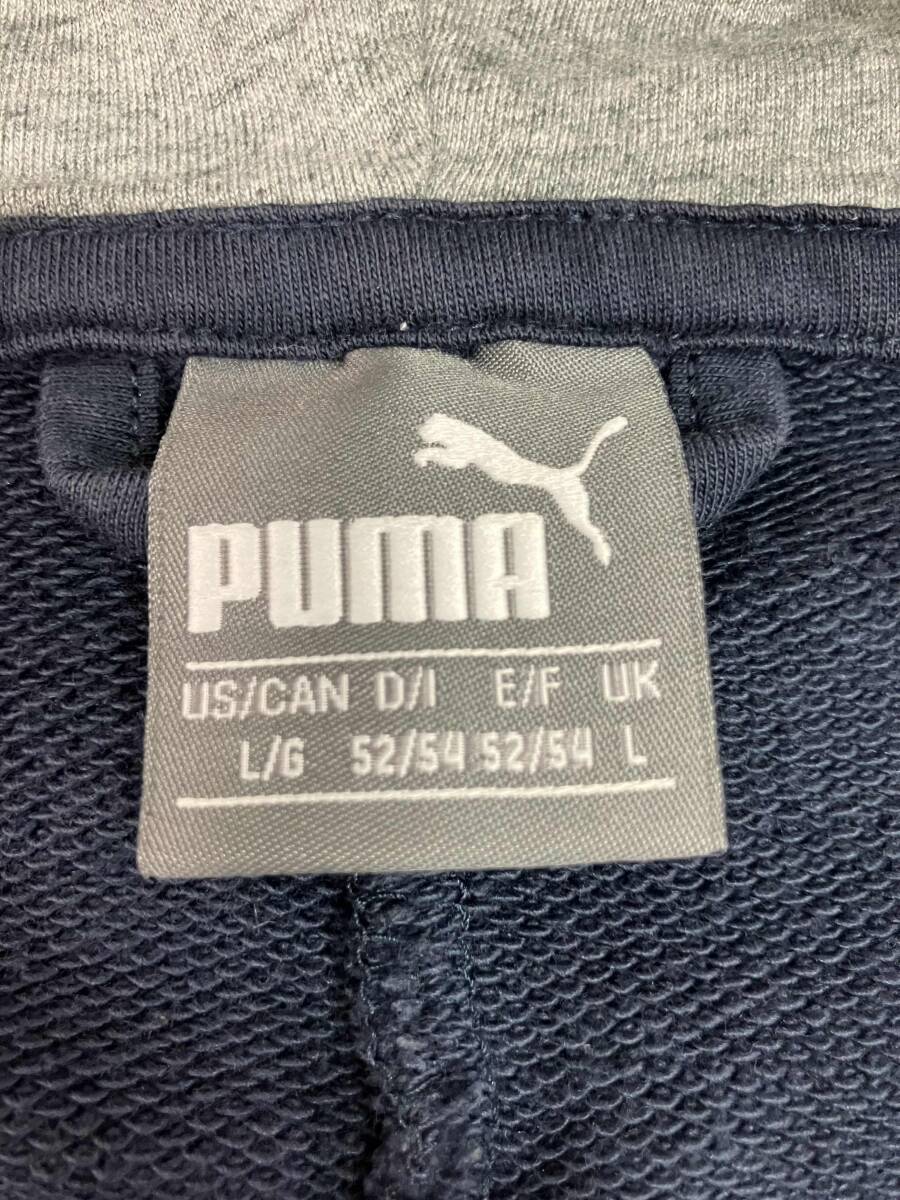 PUMA
US/CAN D/I E/F UK
L/G 52/54 52/54 L